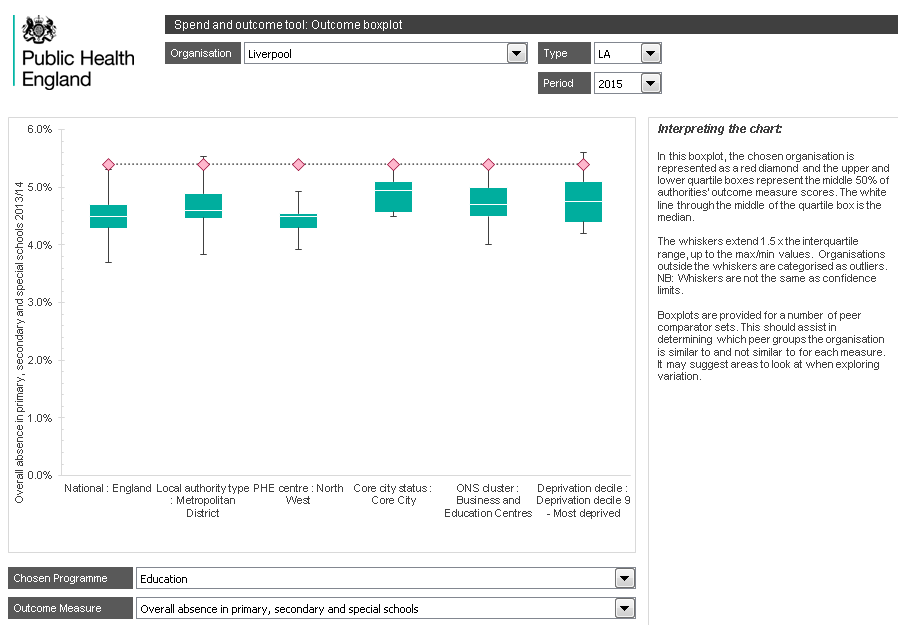 Spend and outcome tool: Outcome boxplot
Public Health
England
Organisation
Liverpool
Type
LA
Period
2015
Overall absence in primary, secondary and special schools 2013/14
6.0%
5.0%
4.0%
3.0%
2.0%
1.0%
0.0%
National : England
Local authority type
: Metropolitan
District
PHE centre : North
West
Core city status :
Core City
ONS cluster :
Business and
Education Centres
Deprivation decile :
Deprivation decile 9
- Most deprived
Interpreting the chart:
In this boxplot, the chosen organisation is
represented as a red diamond and the upper and
lower quartile boxes represent the middle 50% of
authorities' outcome measure scores. The white
line through the middle of the quartile box is the
median.
The whiskers extend 1.5 x the interquartile
range, up to the max/min values. Organisations
outside the whiskers are categorised as outliers.
NB: Whiskers are not the same as confidence
limits.
Boxplots are provided for a number of peer
comparator sets. This should assist in
determining which peer groups the organisation
is similar to and not similar to for each measure.
It may suggest areas to look at when exploring
variation.
Chosen Programme
Education
Outcome Measure
Overall absence in primary, secondary and special schools